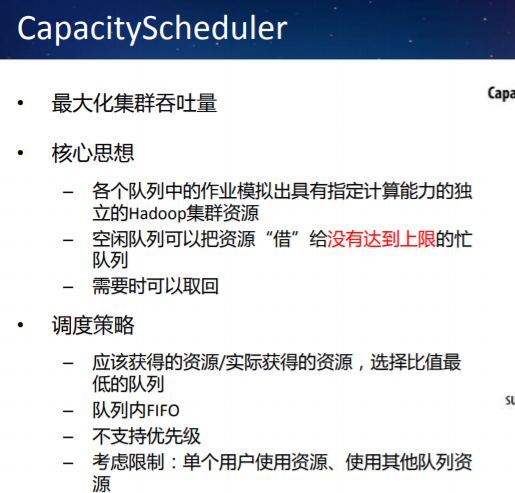 CapacityScheduler
• 最大化集群吞吐量
Capa
• 核心思想
– 各个队列中的作业模拟出具有指定计算能力的独
立的Hadoop集群资源
– 空闲队列可以把资源“借”给没有达到上限的忙
队列
– 需要时可以取回
• 调度策略
– 应该获得的资源/实际获得的资源，选择比值最
低的队列
– 队列内FIFO
su
– 不支持优先级
– 考虑限制：单个用户使用资源、使用其他队列资
源